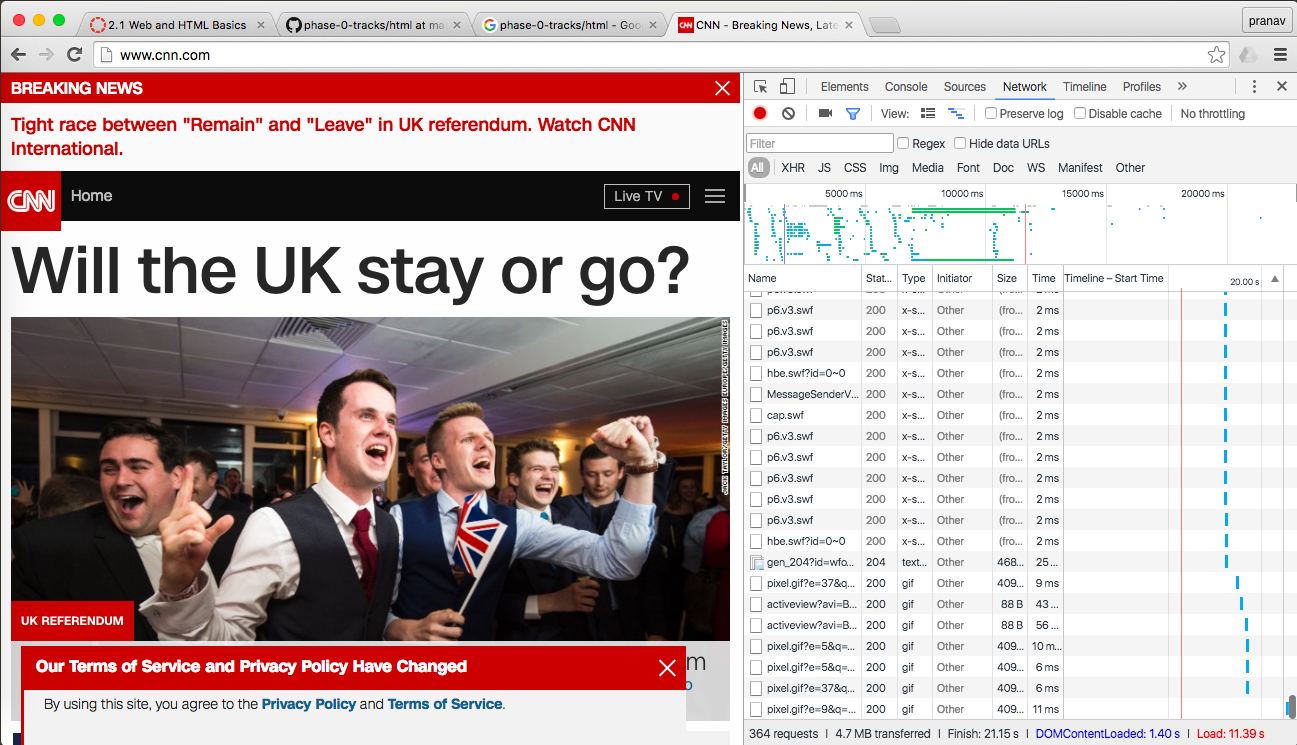 2.1 Web and HTML Basics
phase-0-tracks/html at ma
phase-0-tracks/html - Goo
CNN - Breaking News, Late
pranav
www.cnn.com
BREAKING NEWS
Tight race between "Remain" and "Leave" in UK referendum. Watch CNN
International.
CNN
Home
Live TV
Will the UK stay or go?
JACK TAYLOR/GETTY IMAGES EUROPE/GETTY IMAGES
UK REFERENDUM
Our Terms of Service and Privacy Policy Have Changed
By using this site, you agree to the Privacy Policy and Terms of Service.
Elements Console Sources Network Timeline Profiles »
View: Preserve log Disable cache No throttling
Filter Regex Hide data URLs
All XHR JS CSS Img Media Font Doc WS Manifest Other
5000 ms 10000 ms 15000 ms 20000 ms
Name Stat... Type Initiator Size Time Timeline – Start Time 20.00 s
p6.v3.swf 200 x-s... Other (fro... 2 ms
p6.v3.swf 200 x-s... Other (fro... 2 ms
p6.v3.swf 200 x-s... Other (fro... 2 ms
hbe.swf?id=0~0 200 x-s... Other (fro... 2 ms
MessageSenderV... 200 x-s... Other (fro... 2 ms
cap.swf 200 x-s... Other (fro... 2 ms
p6.v3.swf 200 x-s... Other (fro... 2 ms
p6.v3.swf 200 x-s... Other (fro... 2 ms
p6.v3.swf 200 x-s... Other (fro... 2 ms
p6.v3.swf 200 x-s... Other (fro... 2 ms
p6.v3.swf 200 x-s... Other (fro... 2 ms
hbe.swf?id=0~0 200 x-s... Other (fro... 2 ms
gen_204?id=wfo... 204 text... Other 468... 25 ...
pixel.gif?e=37&q... 200 gif Other 409... 9 ms
activeview?avi=B... 200 gif Other 88 B 43 ...
activeview?avi=B... 200 gif Other 88 B 56 ...
pixel.gif?e=5&q=... 200 gif Other 409... 10 m...
pixel.gif?e=5&q=... 200 gif Other 409... 6 ms
pixel.gif?e=37&q... 200 gif Other 409... 6 ms
pixel.gif?e=9&q=... 200 gif Other 409... 11 ms
364 requests | 4.7 MB transferred | Finish: 21.15 s | DOMContentLoaded: 1.40 s | Load: 11.39 s